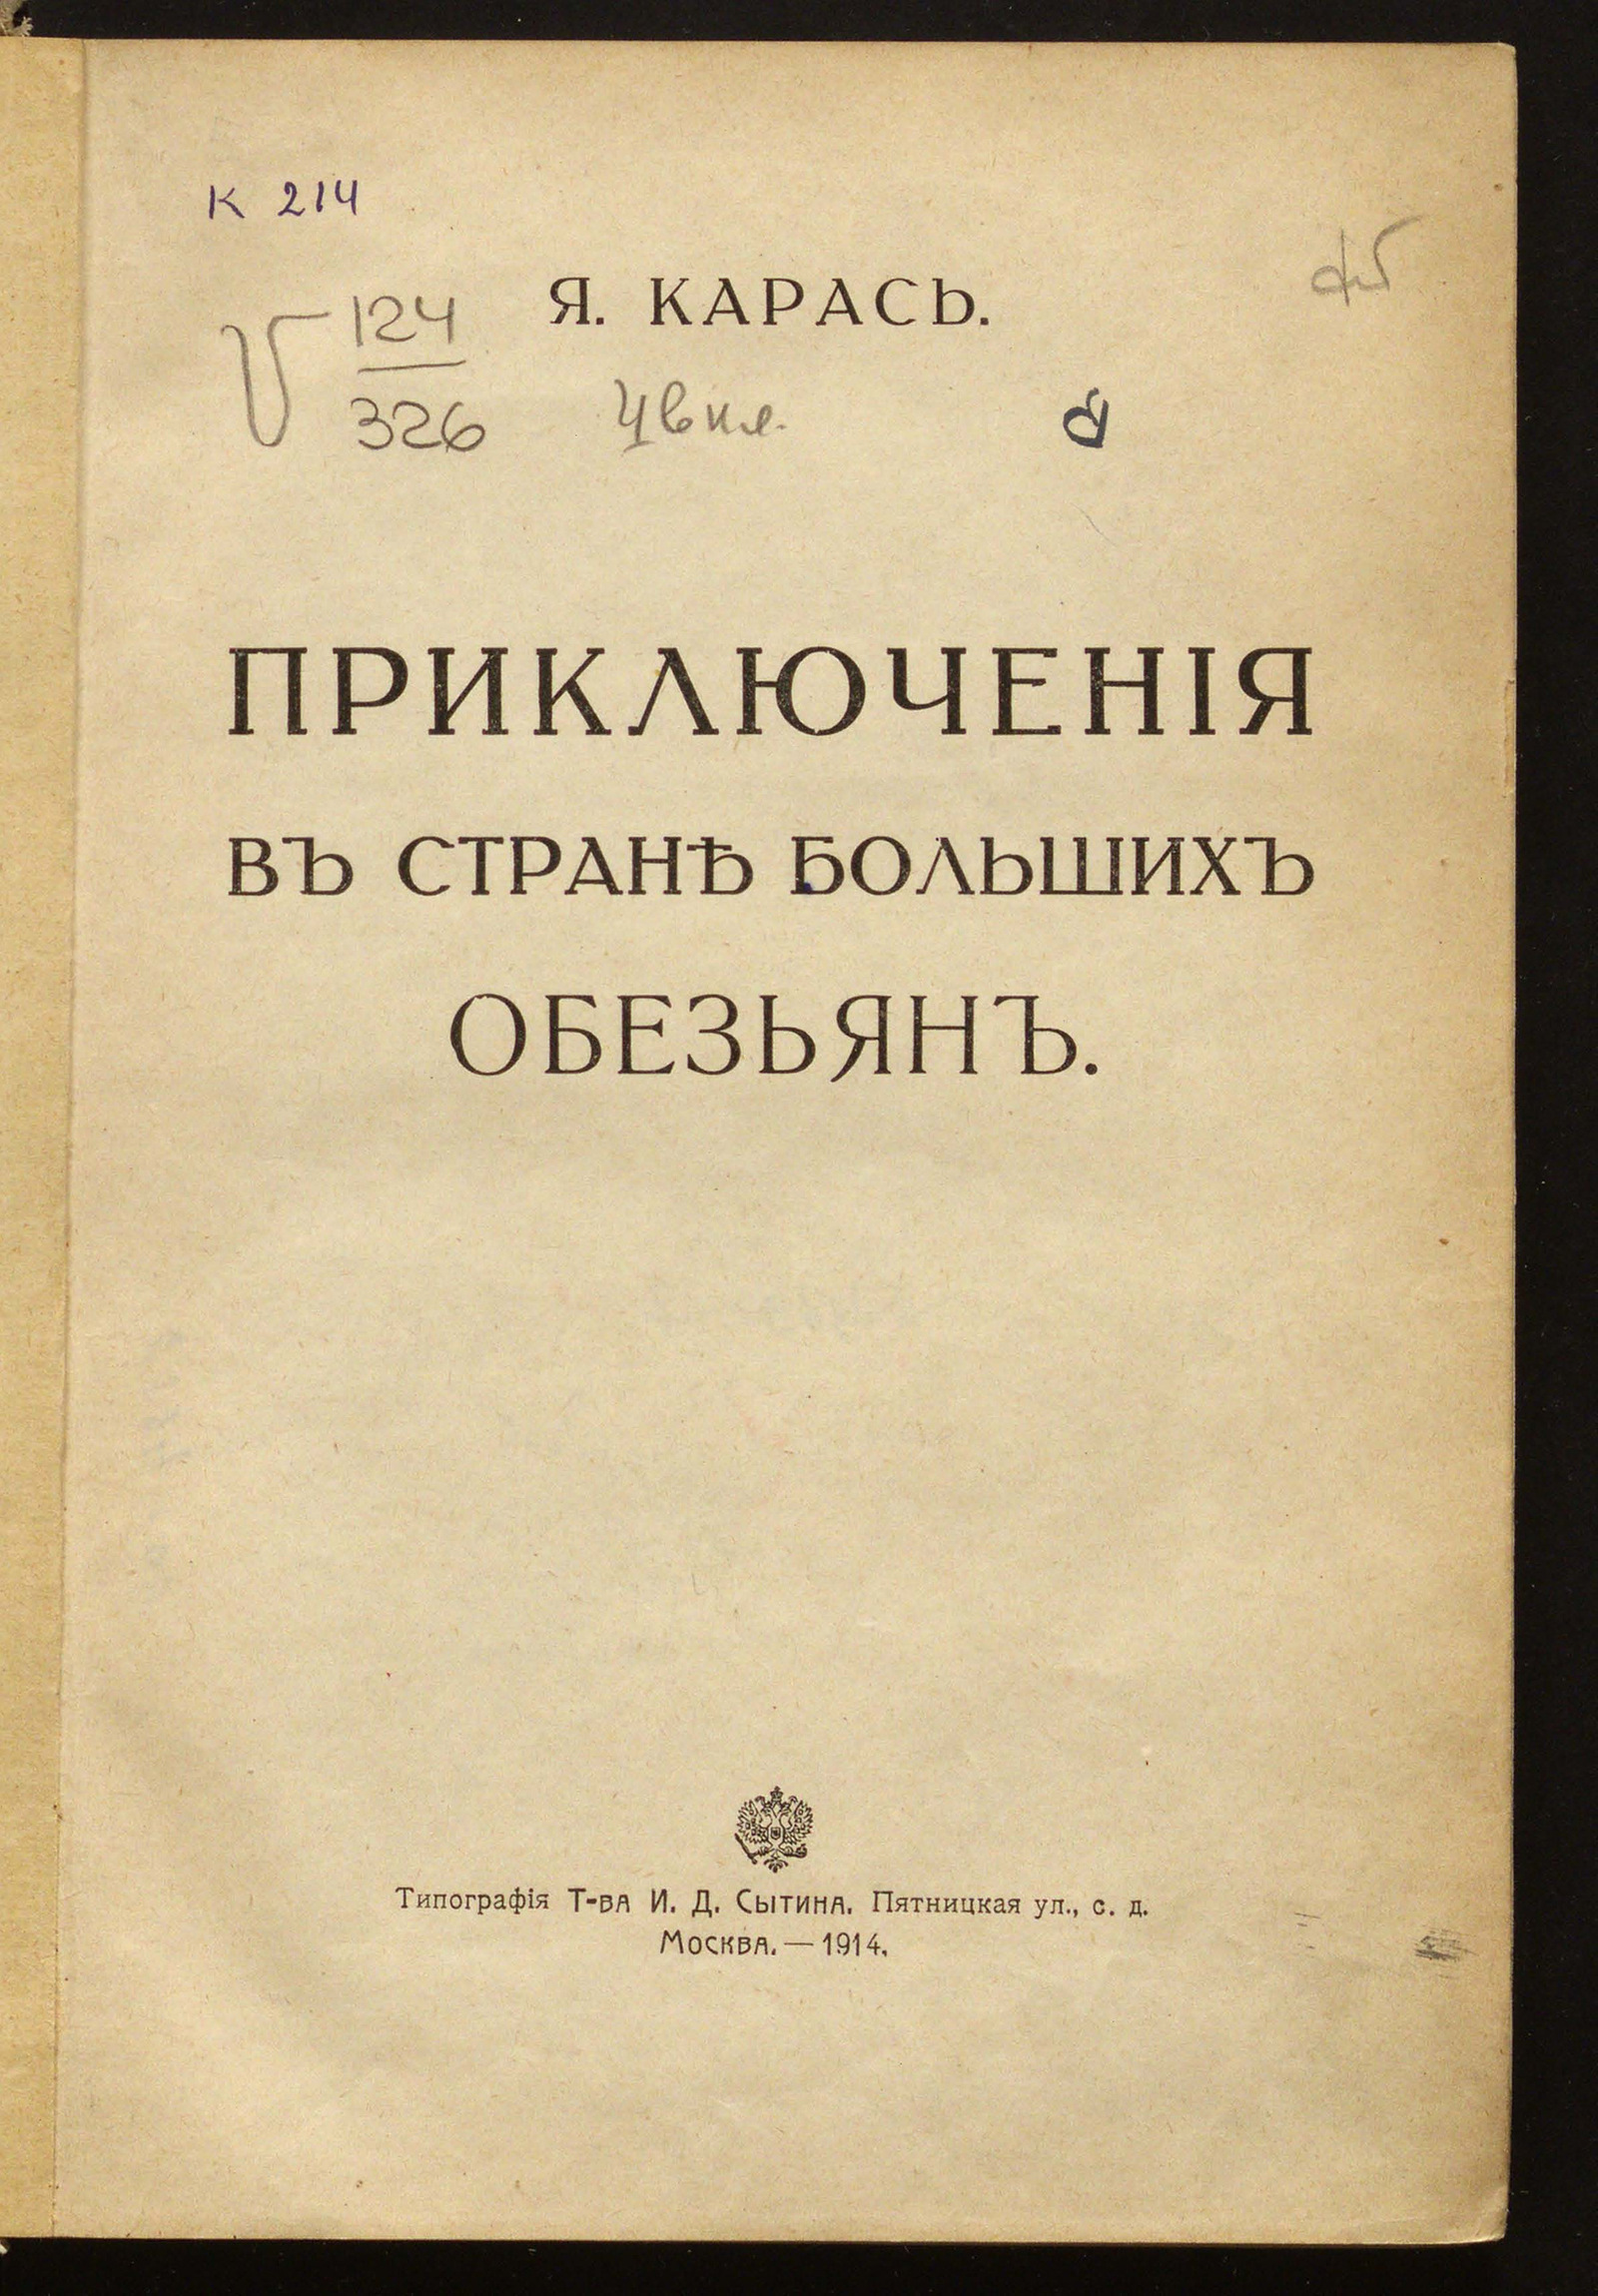 К 214
Я. КАРАСЬ.
124
326
ПРИКЛЮЧЕНІЯ
ВЪ СТРАНѢ БОЛЬШИХЪ
ОБЕЗЬЯНЪ.
Типографія Т-ва И. Д. Сытина. Пятницкая ул., с. д.
Москва.—1914.